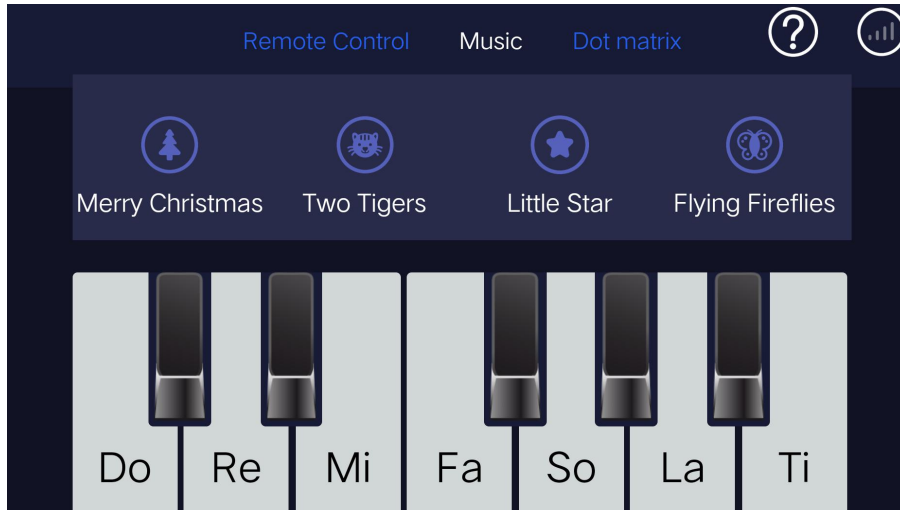 Remote Control Music Dot matrix ?
Merry Christmas Two Tigers Little Star Flying Fireflies
Do Re Mi Fa So La Ti